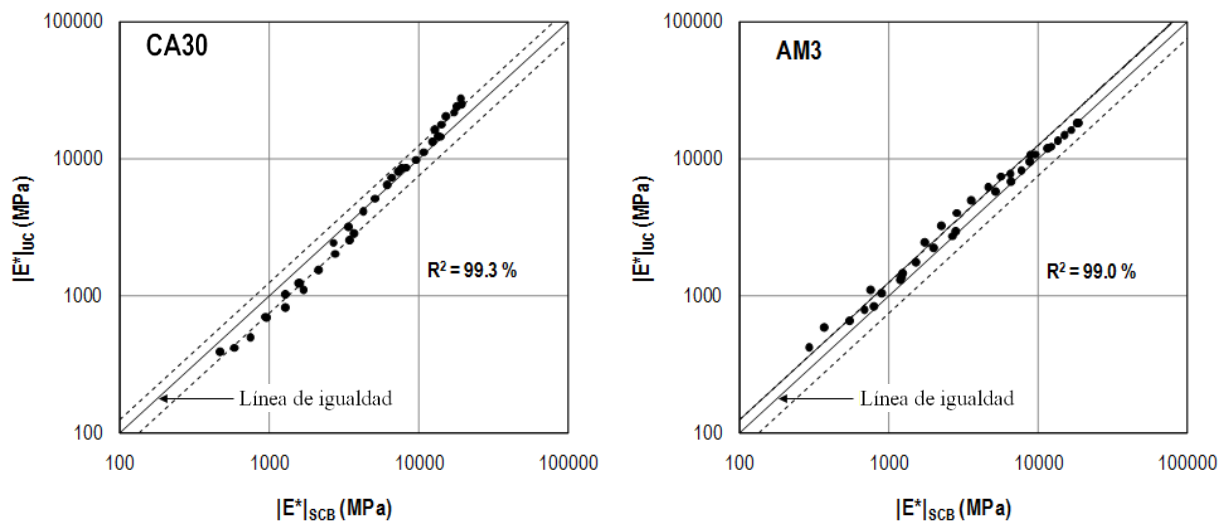 CA30
100000
10000
1000
100
|E*|UC (MPa)
R² = 99.3 %
Línea de igualdad
100 1000 10000 100000
|E*|SCB (MPa)
AM3
100000
10000
1000
100
|E*|UC (MPa)
R² = 99.0 %
Línea de igualdad
100 1000 10000 100000
|E*|SCB (MPa)